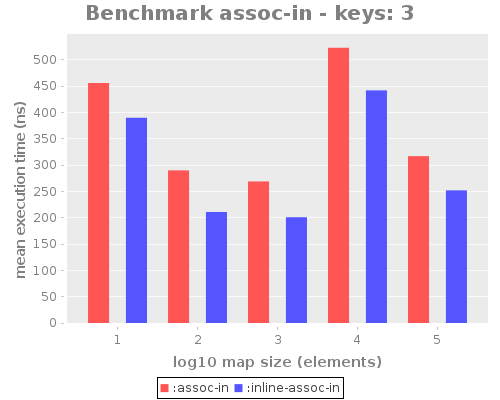 Benchmark assoc-in - keys: 3
mean execution time (ns)
500
450
400
350
300
250
200
150
100
50
0
1 2 3 4 5
log10 map size (elements)
:assoc-in :inline-assoc-in